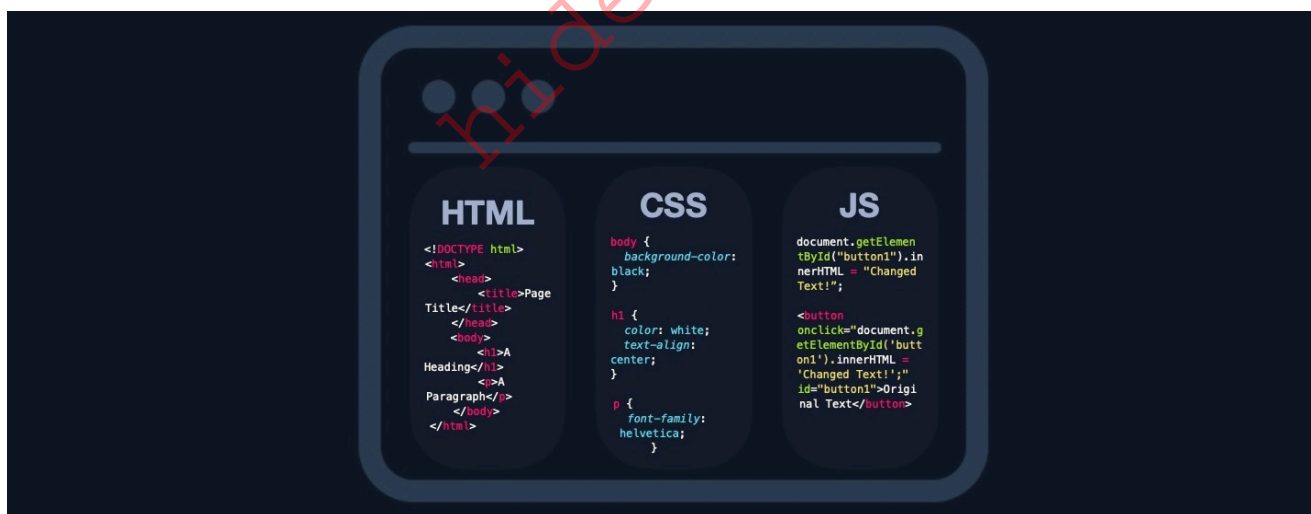 hide
HTML
<!DOCTYPE html>
<html>
<head>
<title>Page
Title</title>
</head>
<body>
<h1>A
Heading</h1>
<p>A
Paragraph</p>
</body>
</html>
CSS
body {
background-color:
black;
}
h1 {
color: white;
text-align:
center;
}
p {
font-family:
helvetica;
}
JS
document.getElemen
tById("button1").in
nerHTML = "Changed
Text!";
<button
onclick="document.g
etElementById('butt
on1').innerHTML =
'Changed Text!';"
id="button1">Origi
nal Text</button>